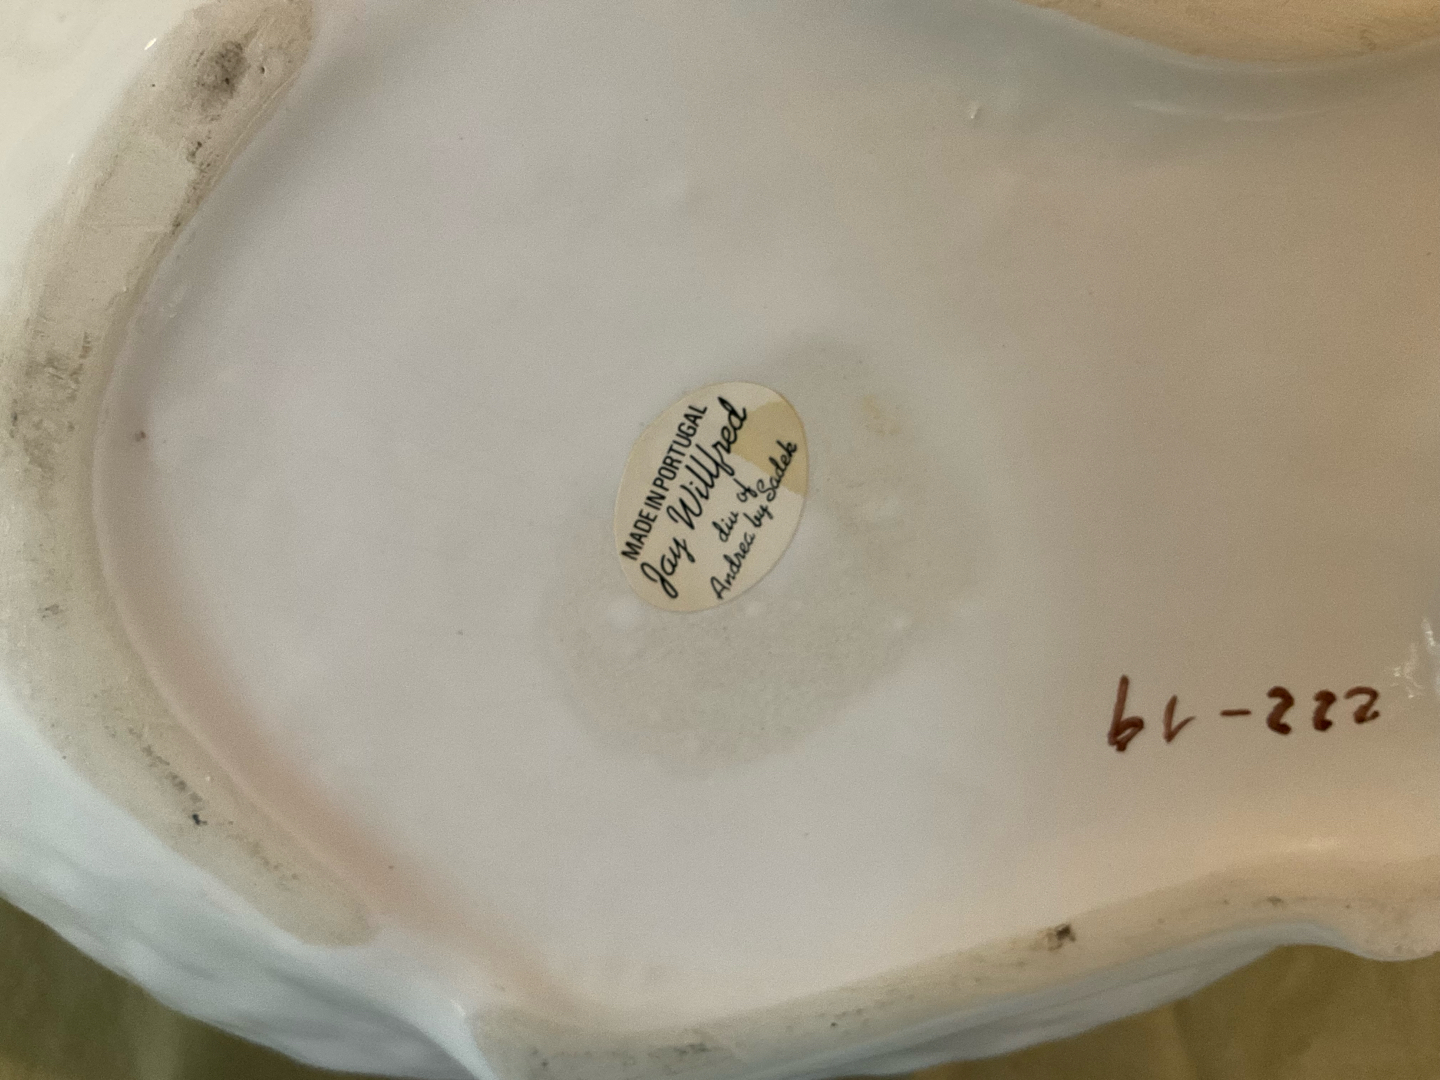 MADE IN PORTUGAL
Jay Willfred
div of
Andrea by Sadek
222-19